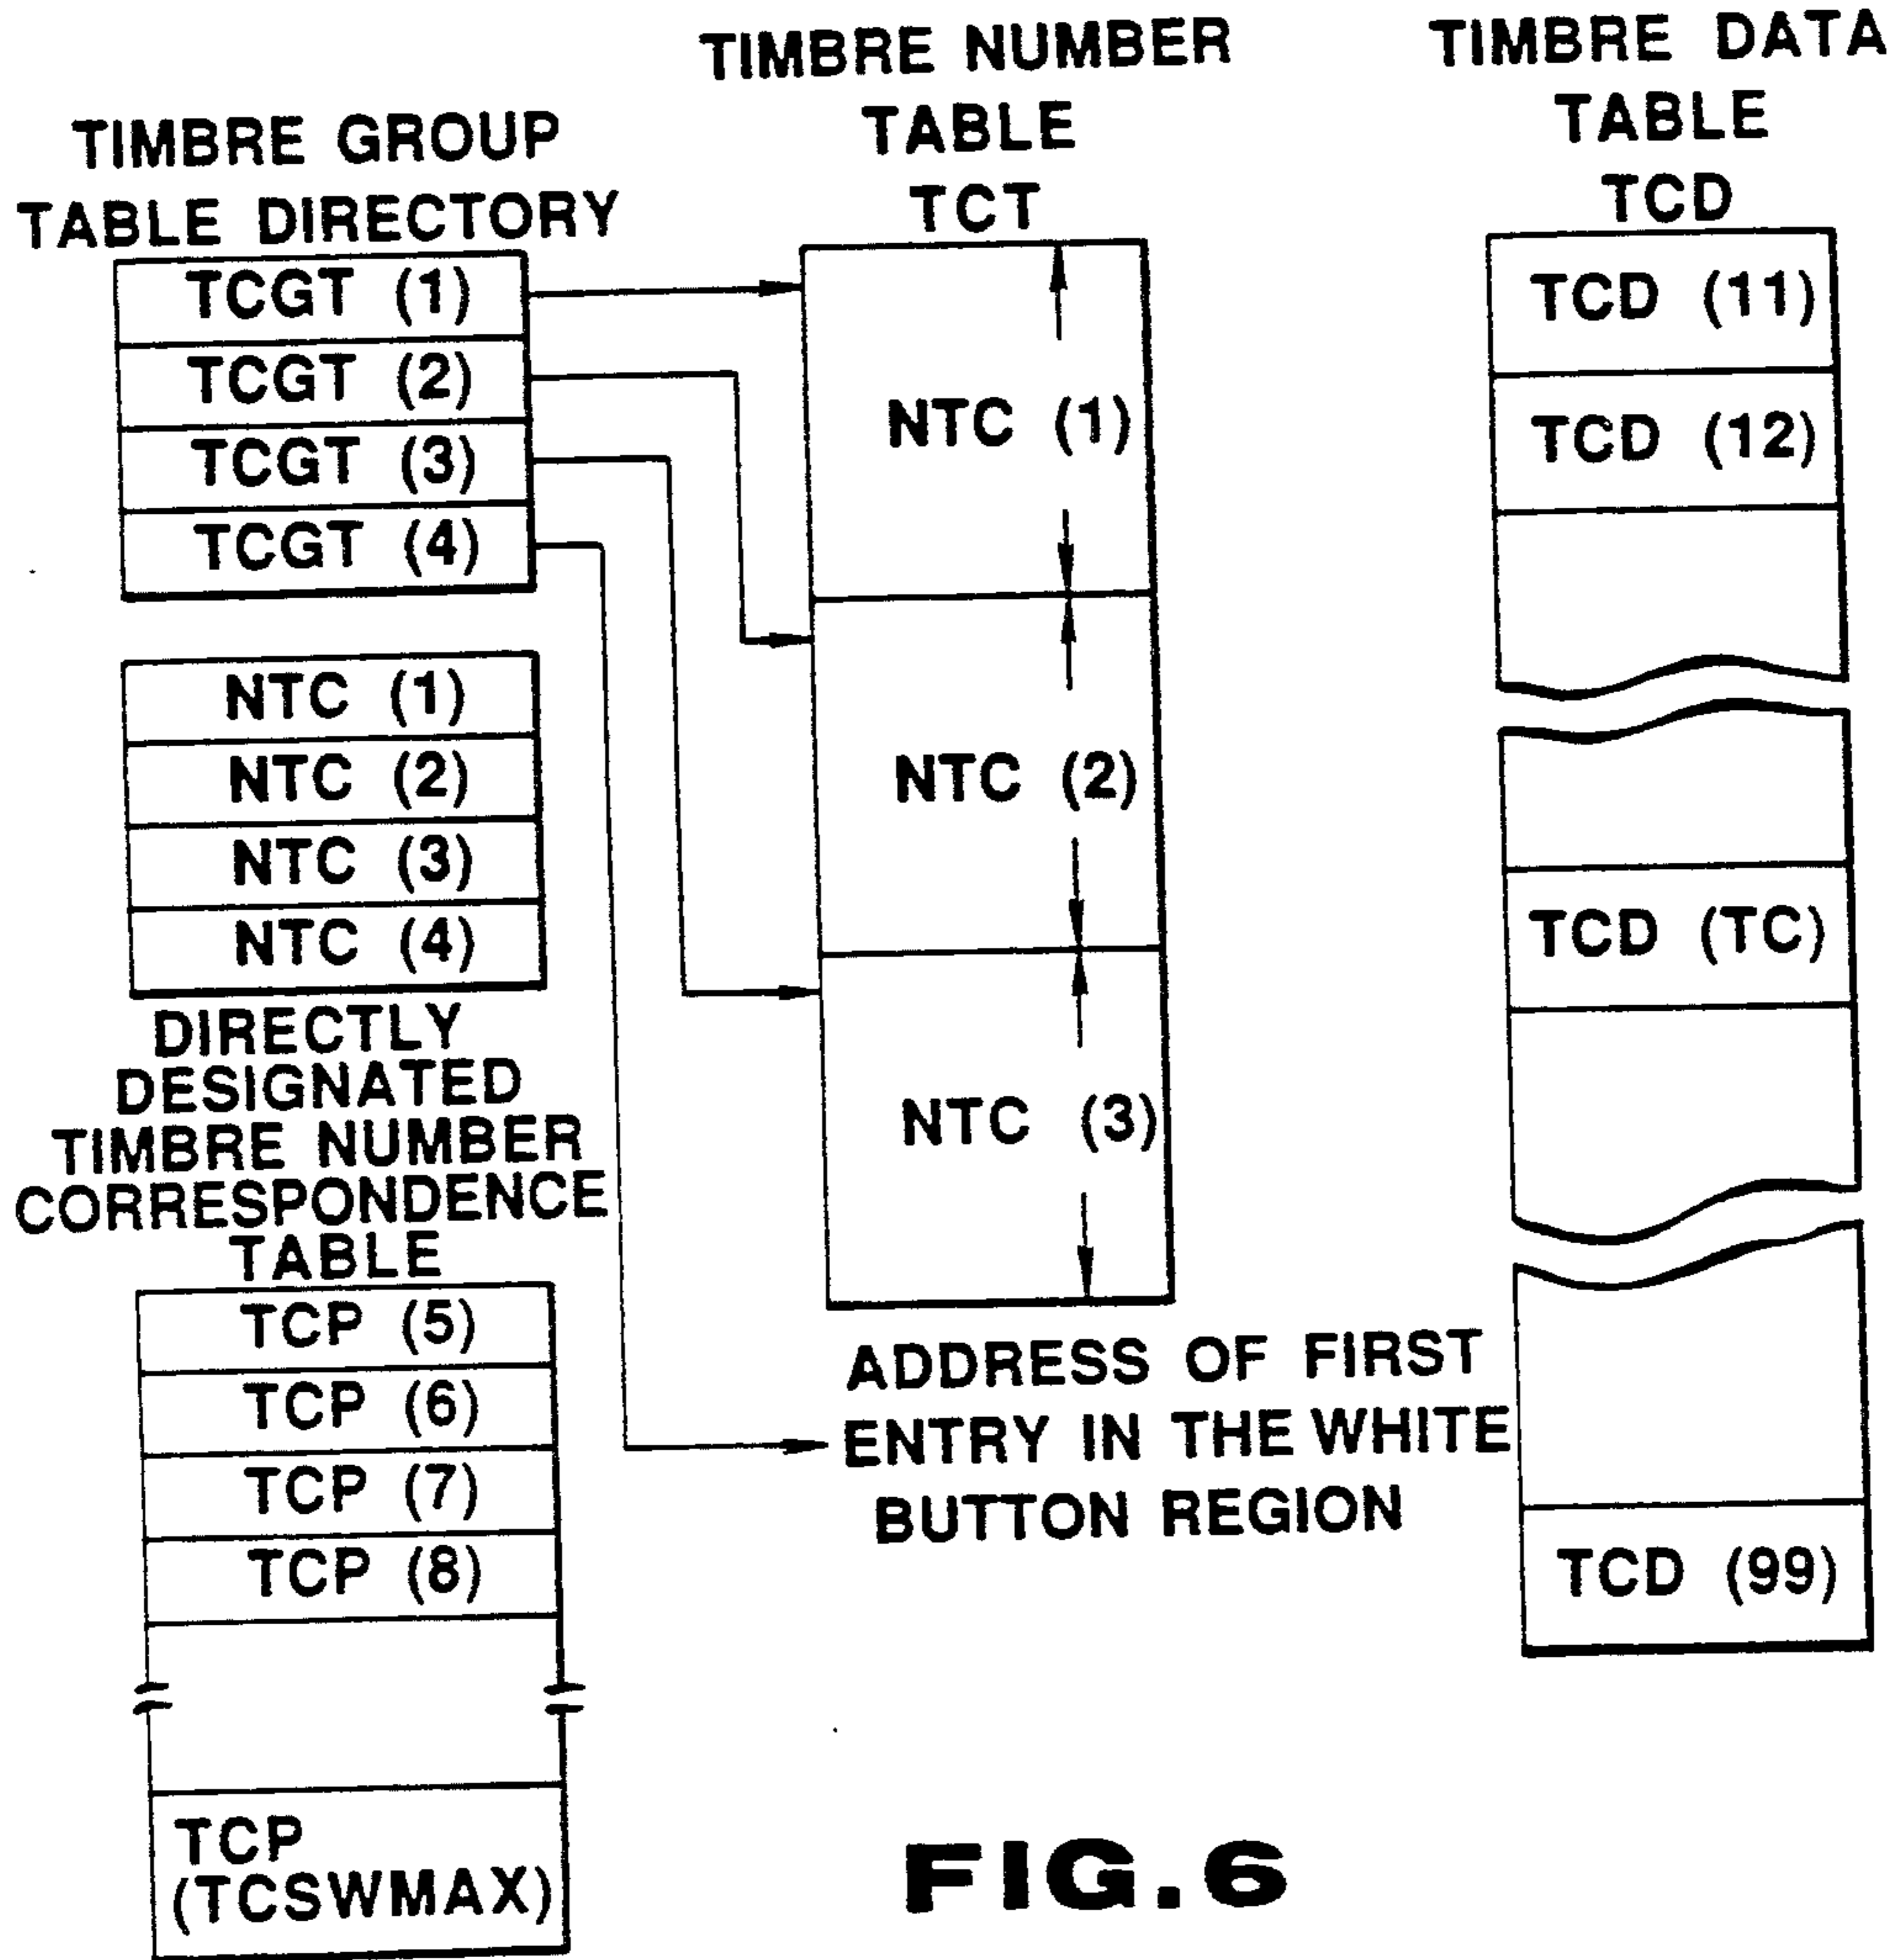 TIMBRE GROUP
TABLE DIRECTORY
TCGT (1)
TCGT (2)
TCGT (3)
TCGT (4)
NTC (1)
NTC (2)
NTC (3)
NTC (4)
DIRECTLY
DESIGNATED
TIMBRE NUMBER
CORRESPONDENCE
TABLE
TCP (5)
TCP (6)
TCP (7)
TCP (8)
TCP
(TCSWMAX)
TIMBRE NUMBER
TABLE
TCT
NTC (1)
NTC (2)
NTC (3)
ADDRESS OF FIRST
ENTRY IN THE WHITE
BUTTON REGION
TIMBRE DATA
TABLE
TCD
TCD (11)
TCD (12)
TCD (TC)
TCD (99)
FIG.6